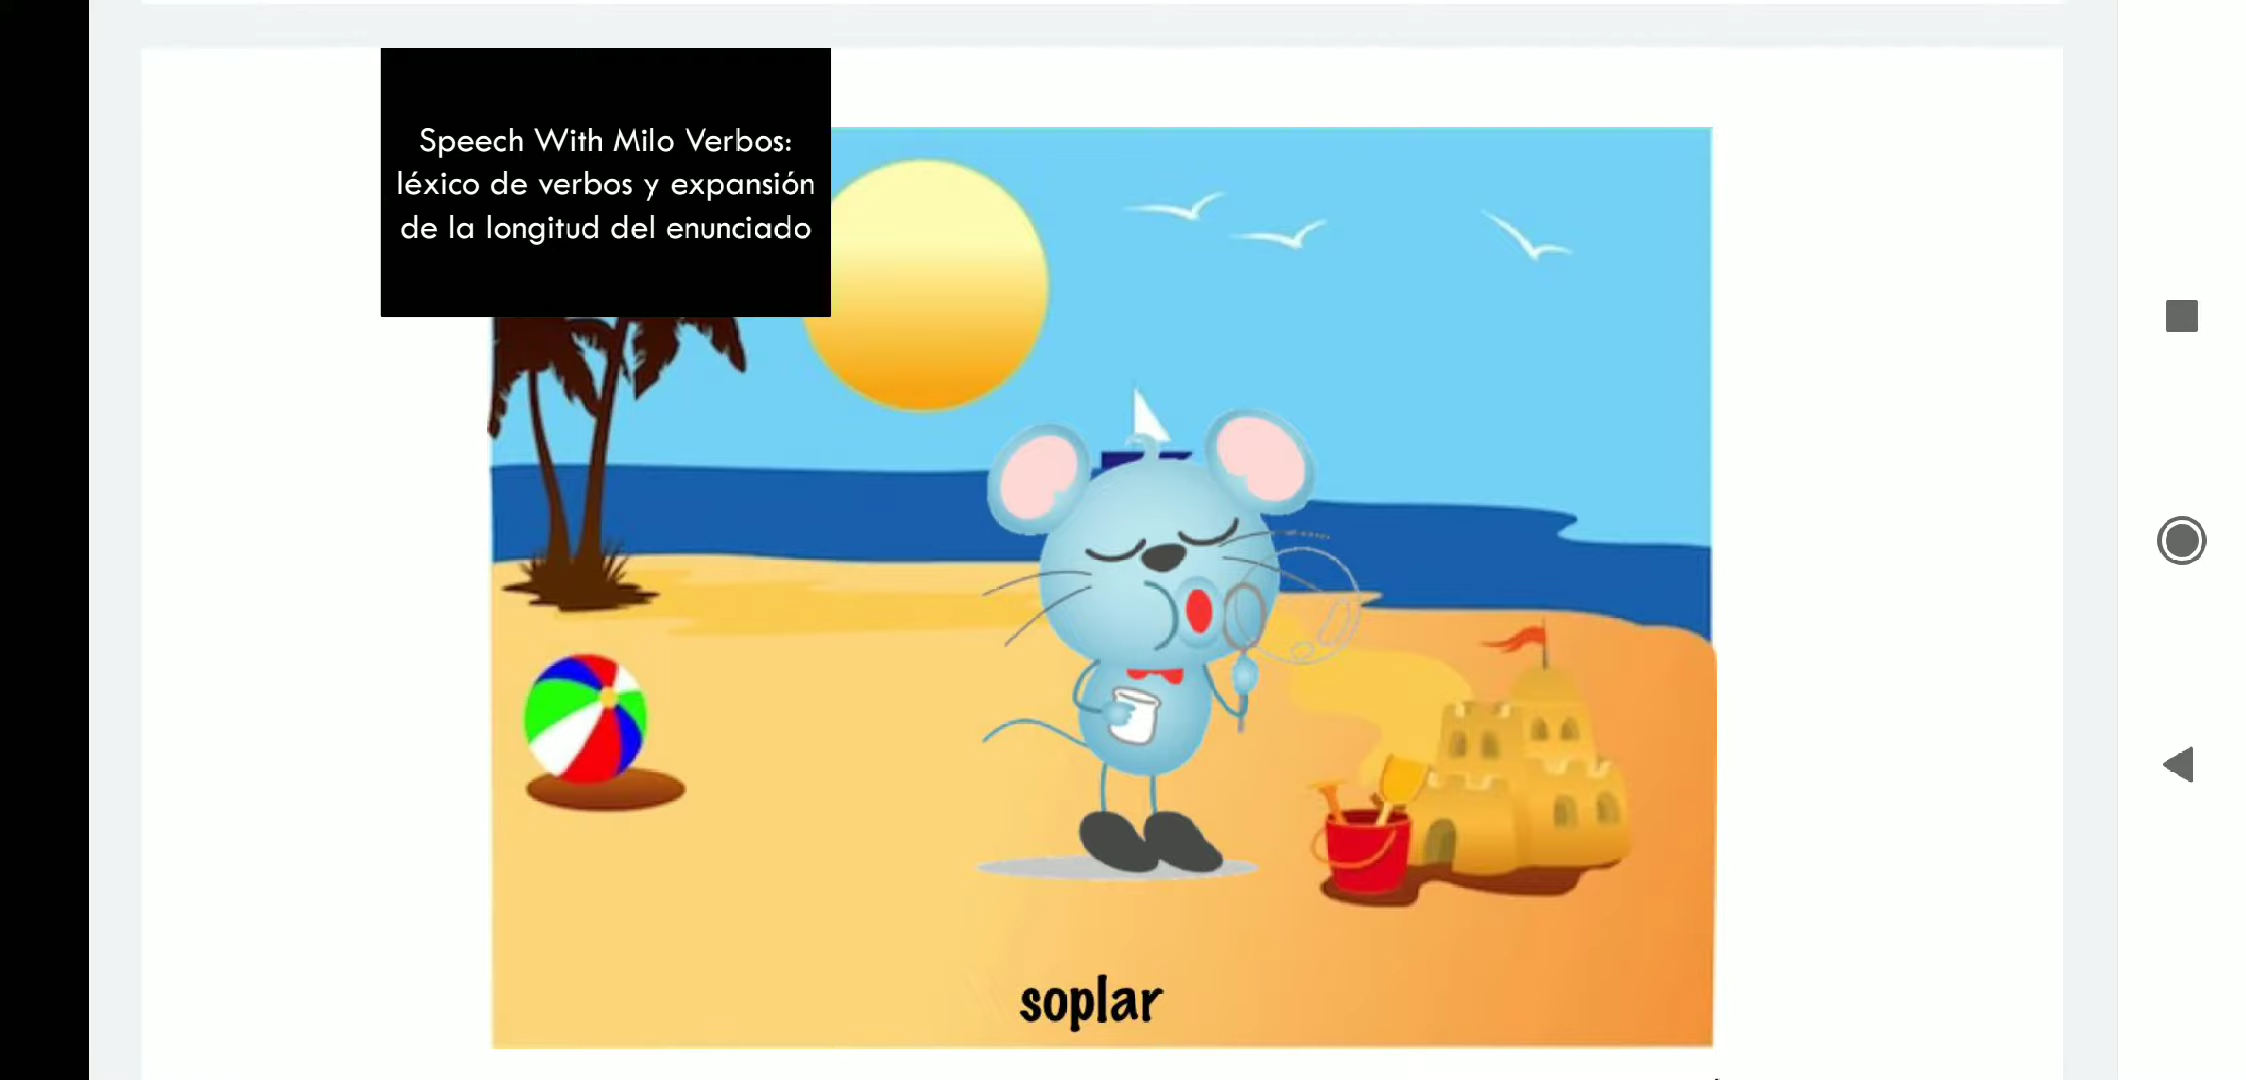 Speech With Milo Verbos:
léxico de verbos y expansión
de la longitud del enunciado
soplar